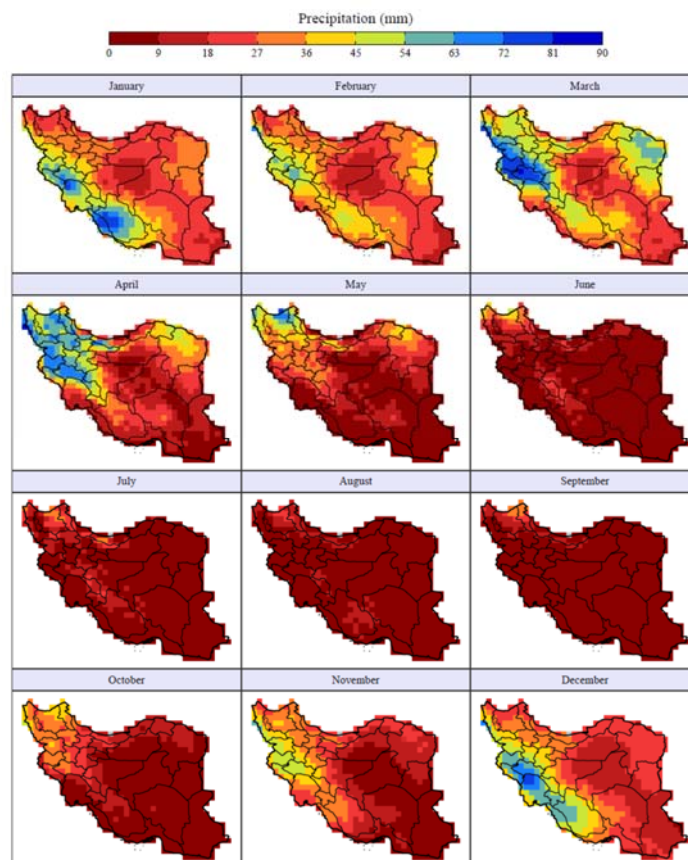 Precipitation (mm)
0 9 18 27 36 45 54 63 72 81 90
January February March
April May June
July August September
October November December